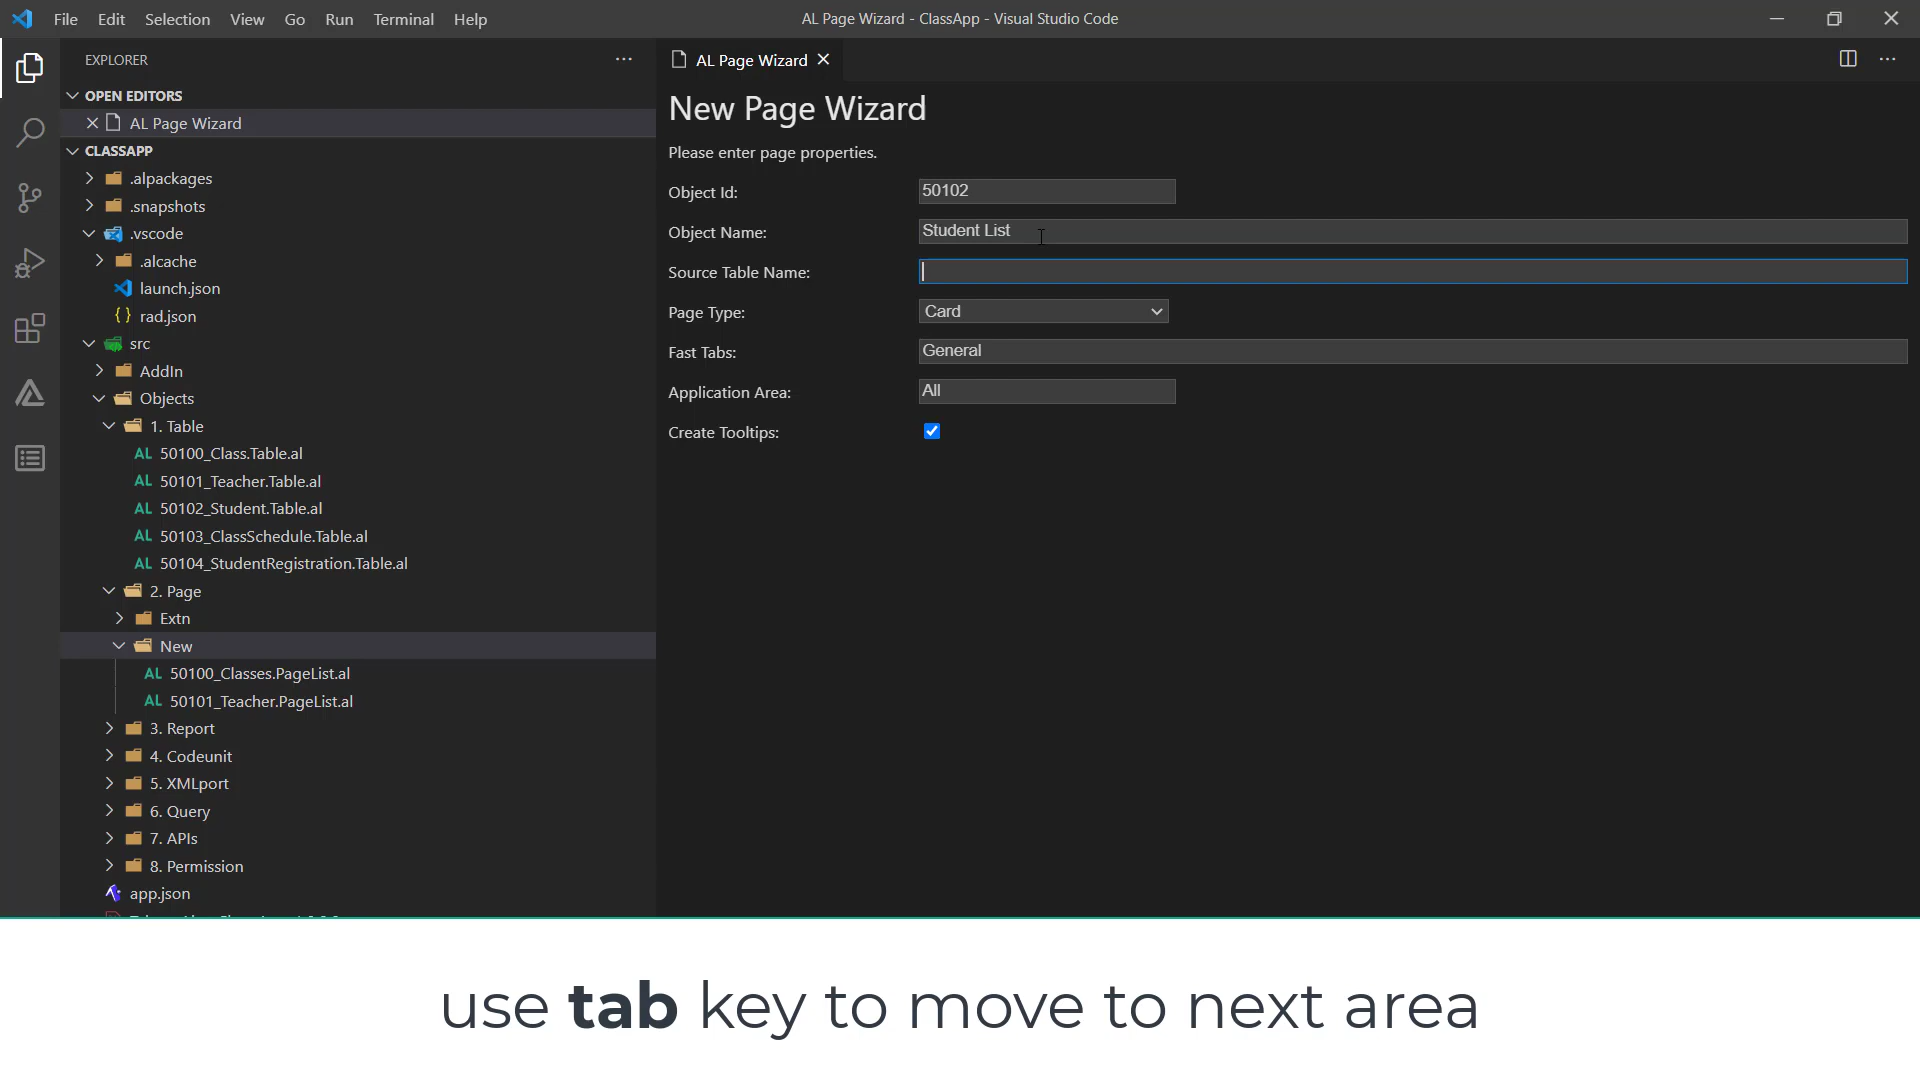 File Edit Selection View Go Run Terminal Help
AL Page Wizard - ClassApp - Visual Studio Code
EXPLORER
OPEN EDITORS
AL Page Wizard
CLASSAPP
.alpackages
.snapshots
.vscode
.alcache
launch.json
{} rad.json
src
AddIn
Objects
1. Table
AL 50100_Class.Table.al
AL 50101_Teacher.Table.al
AL 50102_Student.Table.al
AL 50103_ClassSchedule.Table.al
AL 50104_StudentRegistration.Table.al
2. Page
Extn
New
AL 50100_Classes.PageList.al
AL 50101_Teacher.PageList.al
3. Report
4. Codeunit
5. XMLport
6. Query
7. APIs
8. Permission
app.json
AL Page Wizard
New Page Wizard
Please enter page properties.
Object Id: 50102
Object Name: Student List
Source Table Name:
Page Type: Card
Fast Tabs: General
Application Area: All
Create Tooltips:
use tab key to move to next area